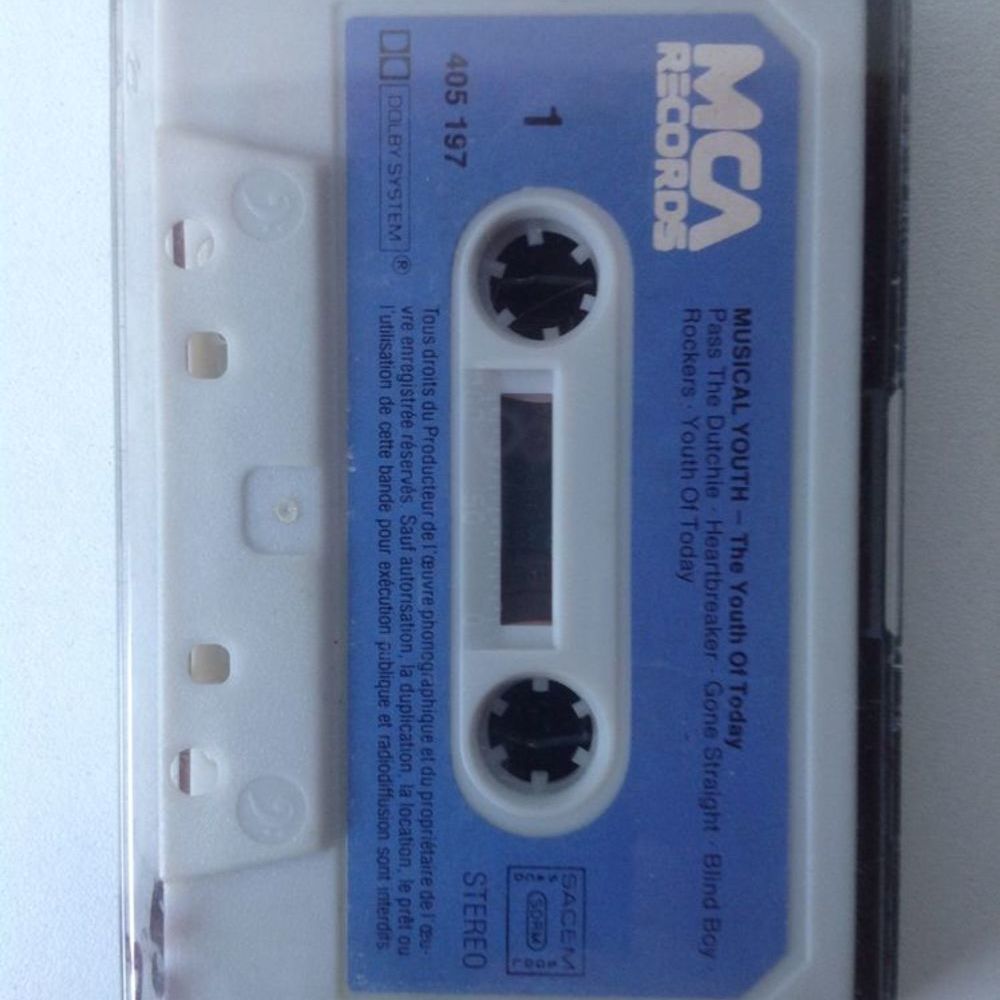 MCA
RECORDS
MUSICAL YOUTH – The Youth Of Today
Pass The Dutchie · Heartbreaker · Gone Straight · Blind Boy ·
Rockers · Youth Of Today
1
405 197
DOLBY SYSTEM ®
SACEM
SDRM
STEREO
Tous droits du Producteur de l'œuvre phonographique et du propriétaire de l'œu-
vre enregistrée réservés. Sauf autorisation, la duplication, la location, le prêt ou
l'utilisation de cette bande pour exécution publique et radiodiffusion sont interdits.